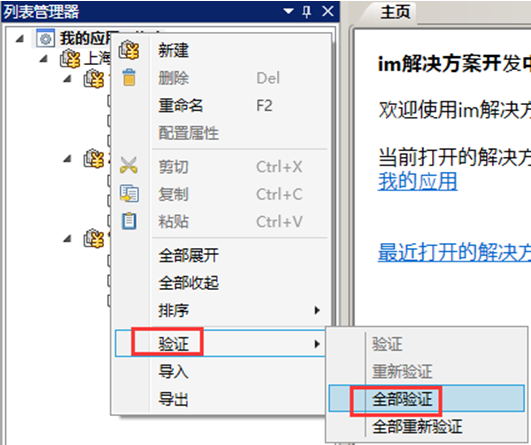 列表管理器
主页
我的应用
上海
新建
删除 Del
重命名 F2
配置属性
剪切 Ctrl+X
复制 Ctrl+C
粘贴 Ctrl+V
全部展开
全部收起
排序
验证
导入
导出
验证
重新验证
全部验证
全部重新验证
im解决方案开发中
欢迎使用im解决方
当前打开的解决方
我的应用
最近打开的解决方